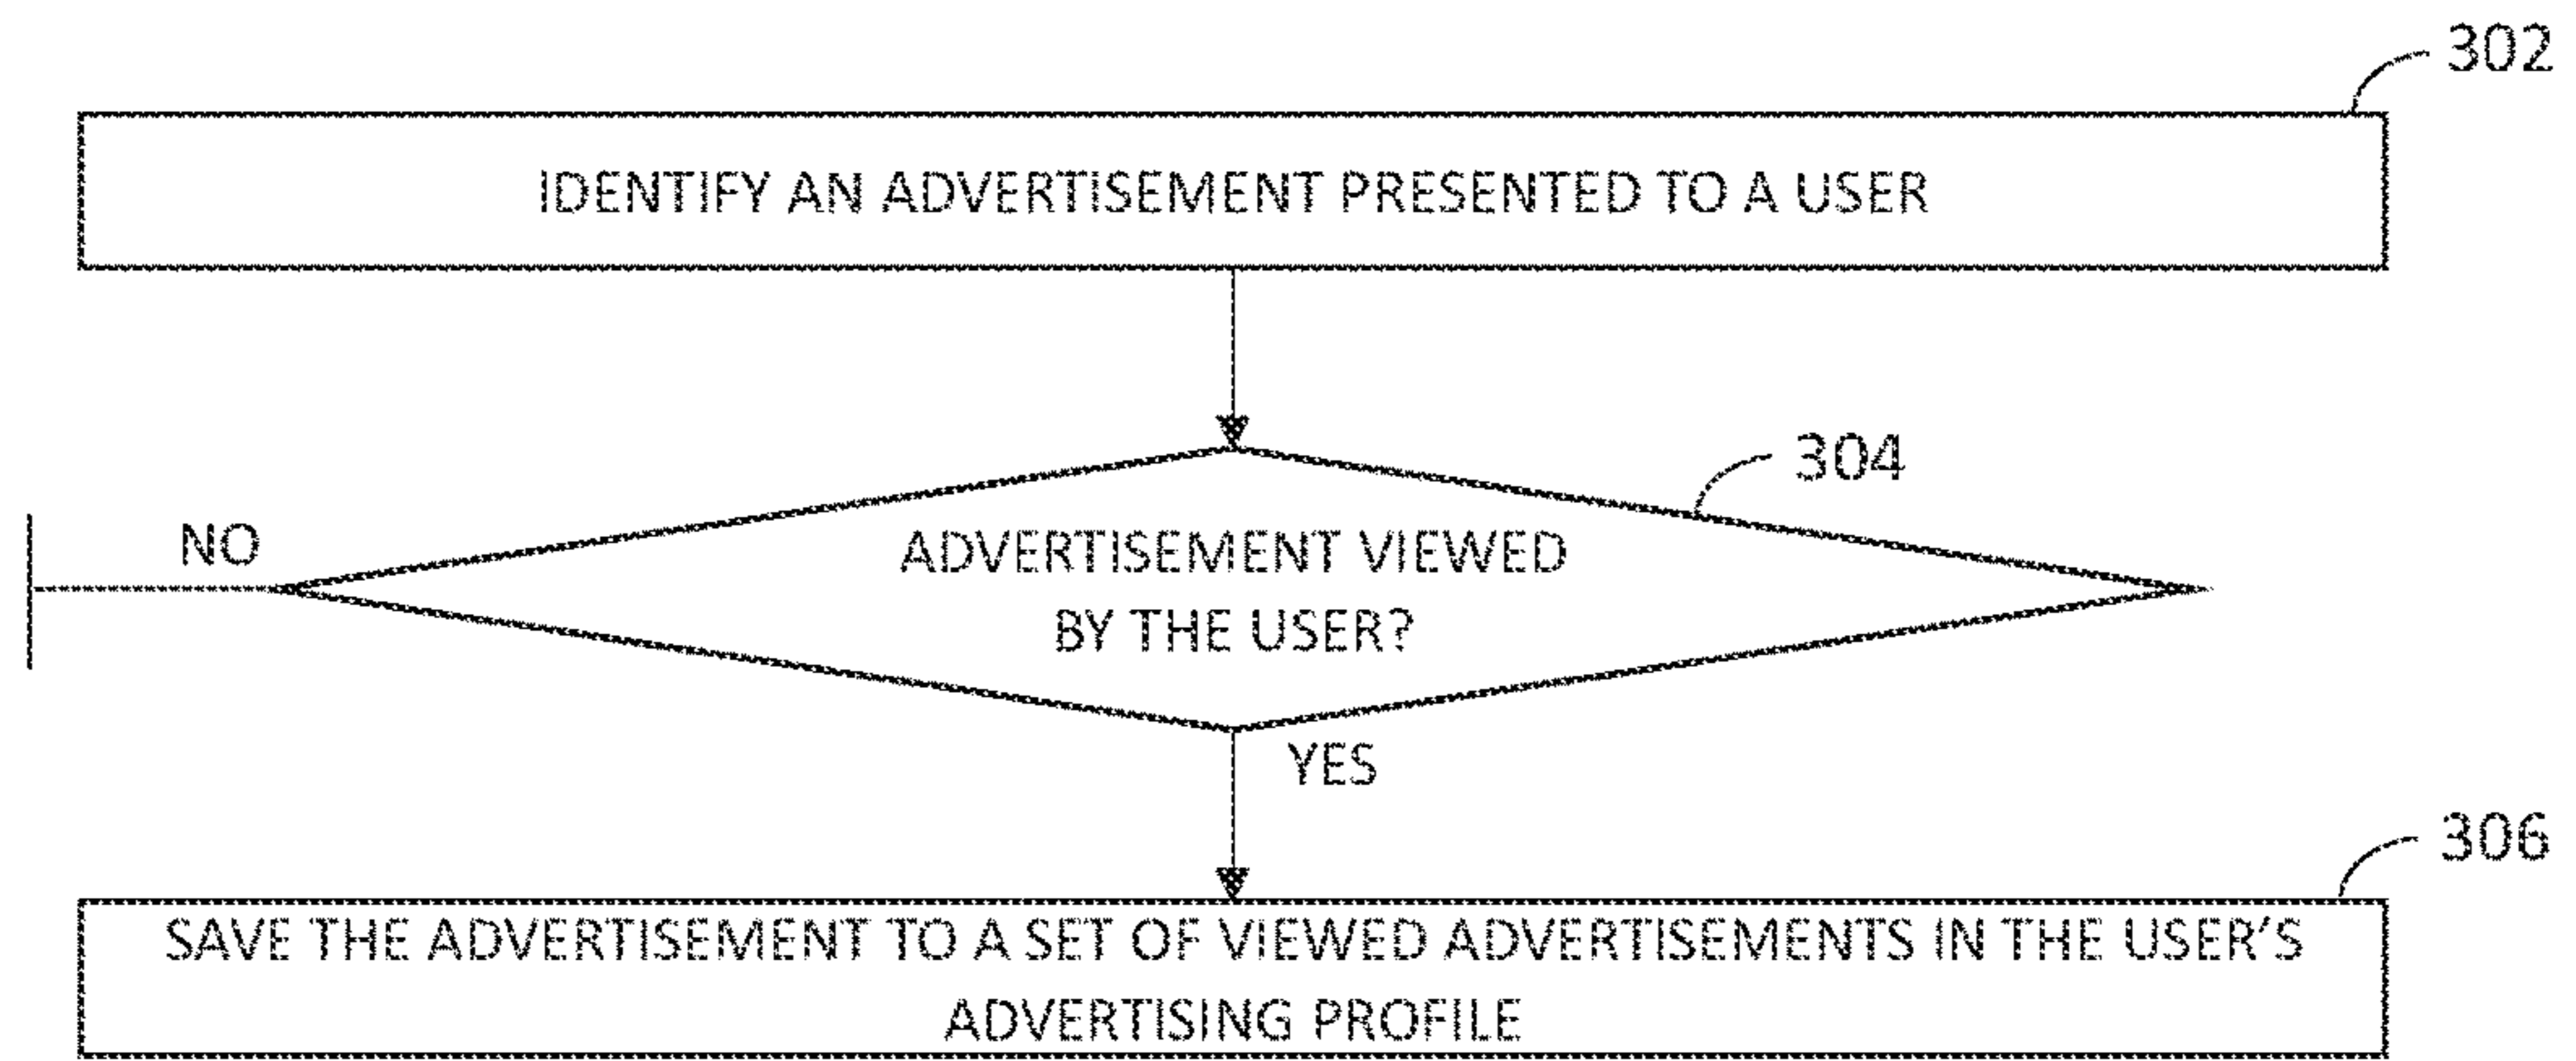 302
IDENTIFY AN ADVERTISEMENT PRESENTED TO A USER
304
NO
ADVERTISEMENT VIEWED
BY THE USER?
YES
306
SAVE THE ADVERTISEMENT TO A SET OF VIEWED ADVERTISEMENTS IN THE USER'S
ADVERTISING PROFILE